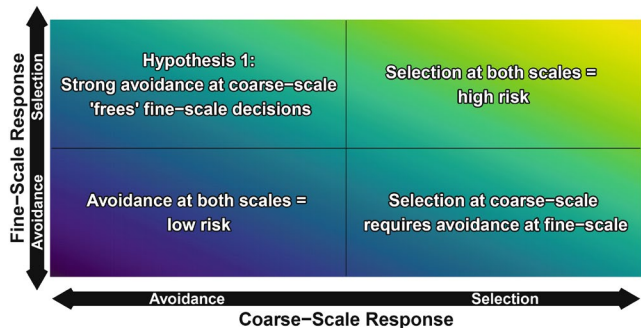 Fine−Scale Response
Selection
Avoidance
Hypothesis 1:
Strong avoidance at coarse−scale
'frees' fine−scale decisions
Selection at both scales =
high risk
Avoidance at both scales =
low risk
Selection at coarse−scale
requires avoidance at fine−scale
Avoidance
Selection
Coarse−Scale Response